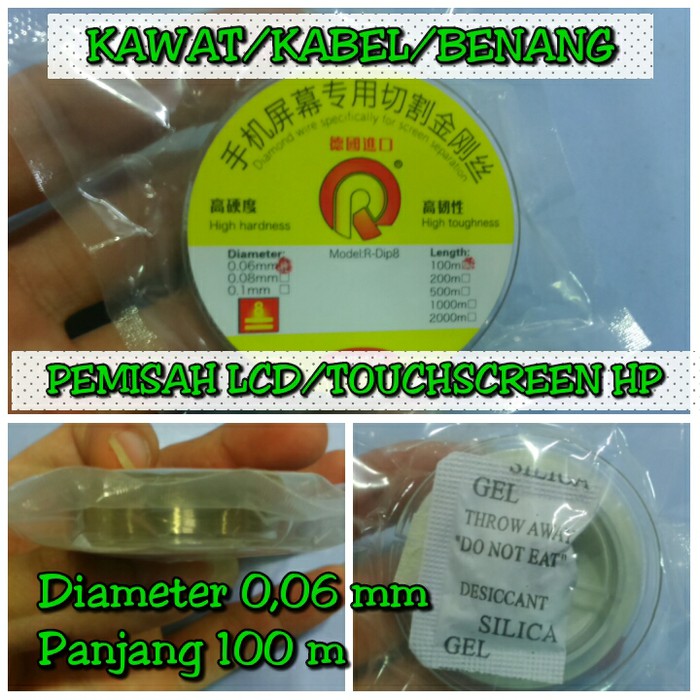 KAWAT/KABEL/BENANG
手机屏幕专用切割金刚丝
Diamond wire specifically for screen separation
德國進口
®
R
高硬度
High hardness
高韧性
High toughness
Diameter:
0.06mm
0.08mm
0.1mm
Model:R-Dip8
Length:
100m
200m
500m
1000m
2000m
PEMISAH LCD/TOUCHSCREEN HP
Diameter 0,06 mm
Panjang 100 m
SILICA
GEL
THROW AWAY
"DO NOT EAT"
DESICCANT
SILICA
GEL